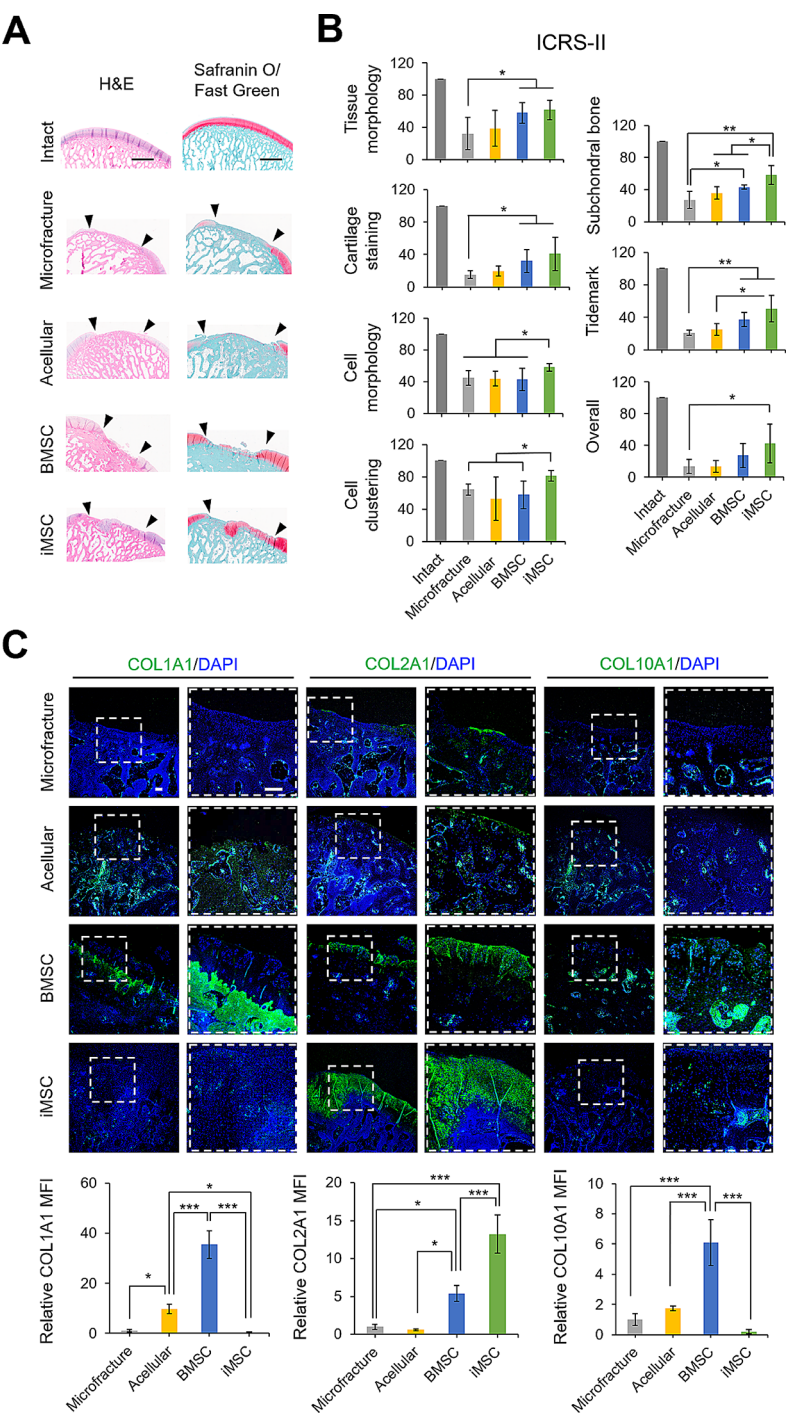 A
H&E
Safranin O/
Fast Green
Intact
Microfracture
Acellular
BMSC
iMSC
B
ICRS-II
Tissue
morphology
120
80
40
0
*
Cartilage
staining
120
80
40
0
*
Cell
morphology
120
80
40
0
*
Cell
clustering
120
80
40
0
*
Intact
Microfracture
Acellular
BMSC
iMSC
Subchondral bone
120
80
40
0
**
*
*
Tidemark
120
80
40
0
**
*
Overall
120
80
40
0
*
Intact
Microfracture
Acellular
BMSC
iMSC
C
COL1A1/DAPI
COL2A1/DAPI
COL10A1/DAPI
Microfracture
Acellular
BMSC
iMSC
Relative COL1A1 MFI
60
40
20
0
*
***
***
*
Microfracture
Acellular
BMSC
iMSC
Relative COL2A1 MFI
20
15
10
5
0
***
*
***
*
Microfracture
Acellular
BMSC
iMSC
Relative COL10A1 MFI
10
8
6
4
2
0
***
***
***
Microfracture
Acellular
BMSC
iMSC